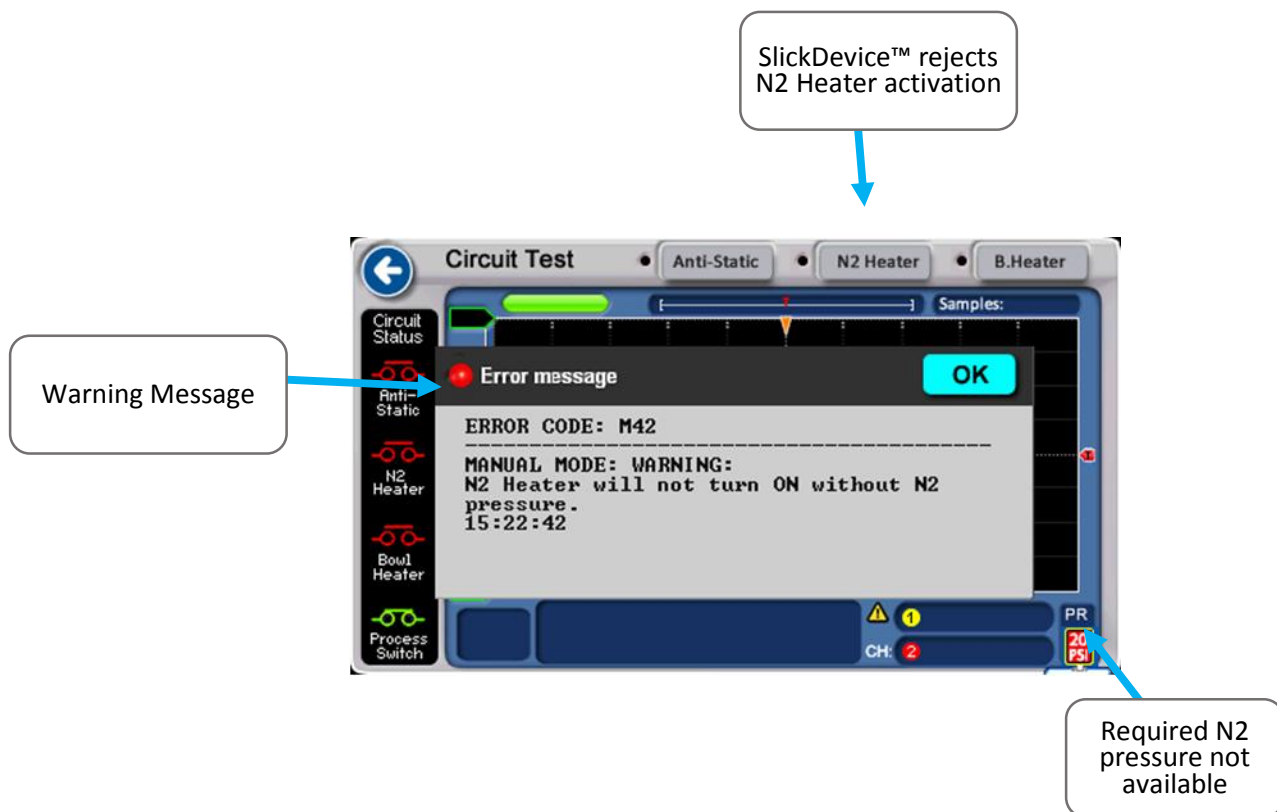 SlickDevice™ rejects
N2 Heater activation
Warning Message
Circuit Test
Anti-Static
N2 Heater
B.Heater
Samples:
Circuit
Status
Anti-
Static
N2
Heater
Bowl
Heater
Process
Switch
Error message
OK
ERROR CODE: M42
MANUAL MODE: WARNING:
N2 Heater will not turn ON without N2
pressure.
15:22:42
1
CH: 2
PR
20
PSI
Required N2
pressure not
available